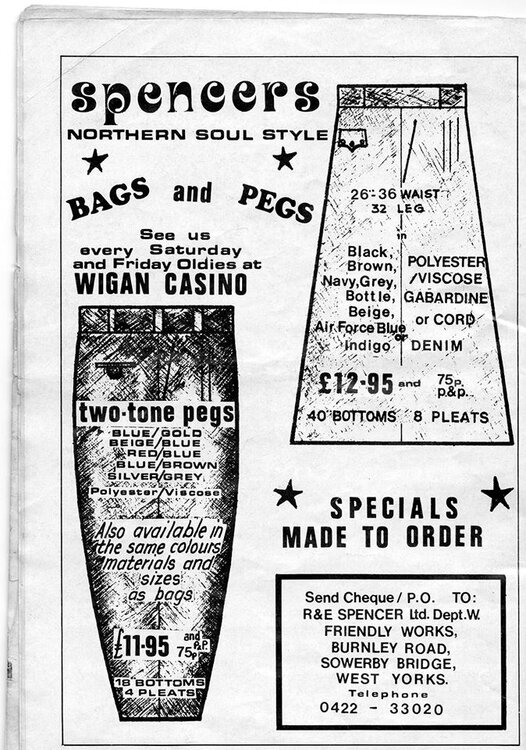 spencers
NORTHERN SOUL STYLE
BAGS and PEGS
See us
every Saturday
and Friday Oldies at
WIGAN CASINO
26-36 WAIST
32 LEG
in
Black,
Brown,
Navy,Grey,
Bottle,
Beige,
Air Force Blue
Indigo
POLYESTER
/VISCOSE
GABARDINE
or CORD
or DENIM
£12·95 and 75p. p.&p.
40 BOTTOMS 8 PLEATS
two-tone pegs
BLUE/GOLD
BEIGE/BLUE
RED/BLUE
BLUE/BROWN
SILVER/GREY
Polyester/Viscose
Also available in
the same colours
materials and
sizes
as bags
£11·95 and 75p P.&P.
18 BOTTOMS
4 PLEATS
SPECIALS
MADE TO ORDER
Send Cheque / P.O. TO:
R&E SPENCER Ltd. Dept.W.
FRIENDLY WORKS,
BURNLEY ROAD,
SOWERBY BRIDGE,
WEST YORKS.
Telephone
0422 - 33020